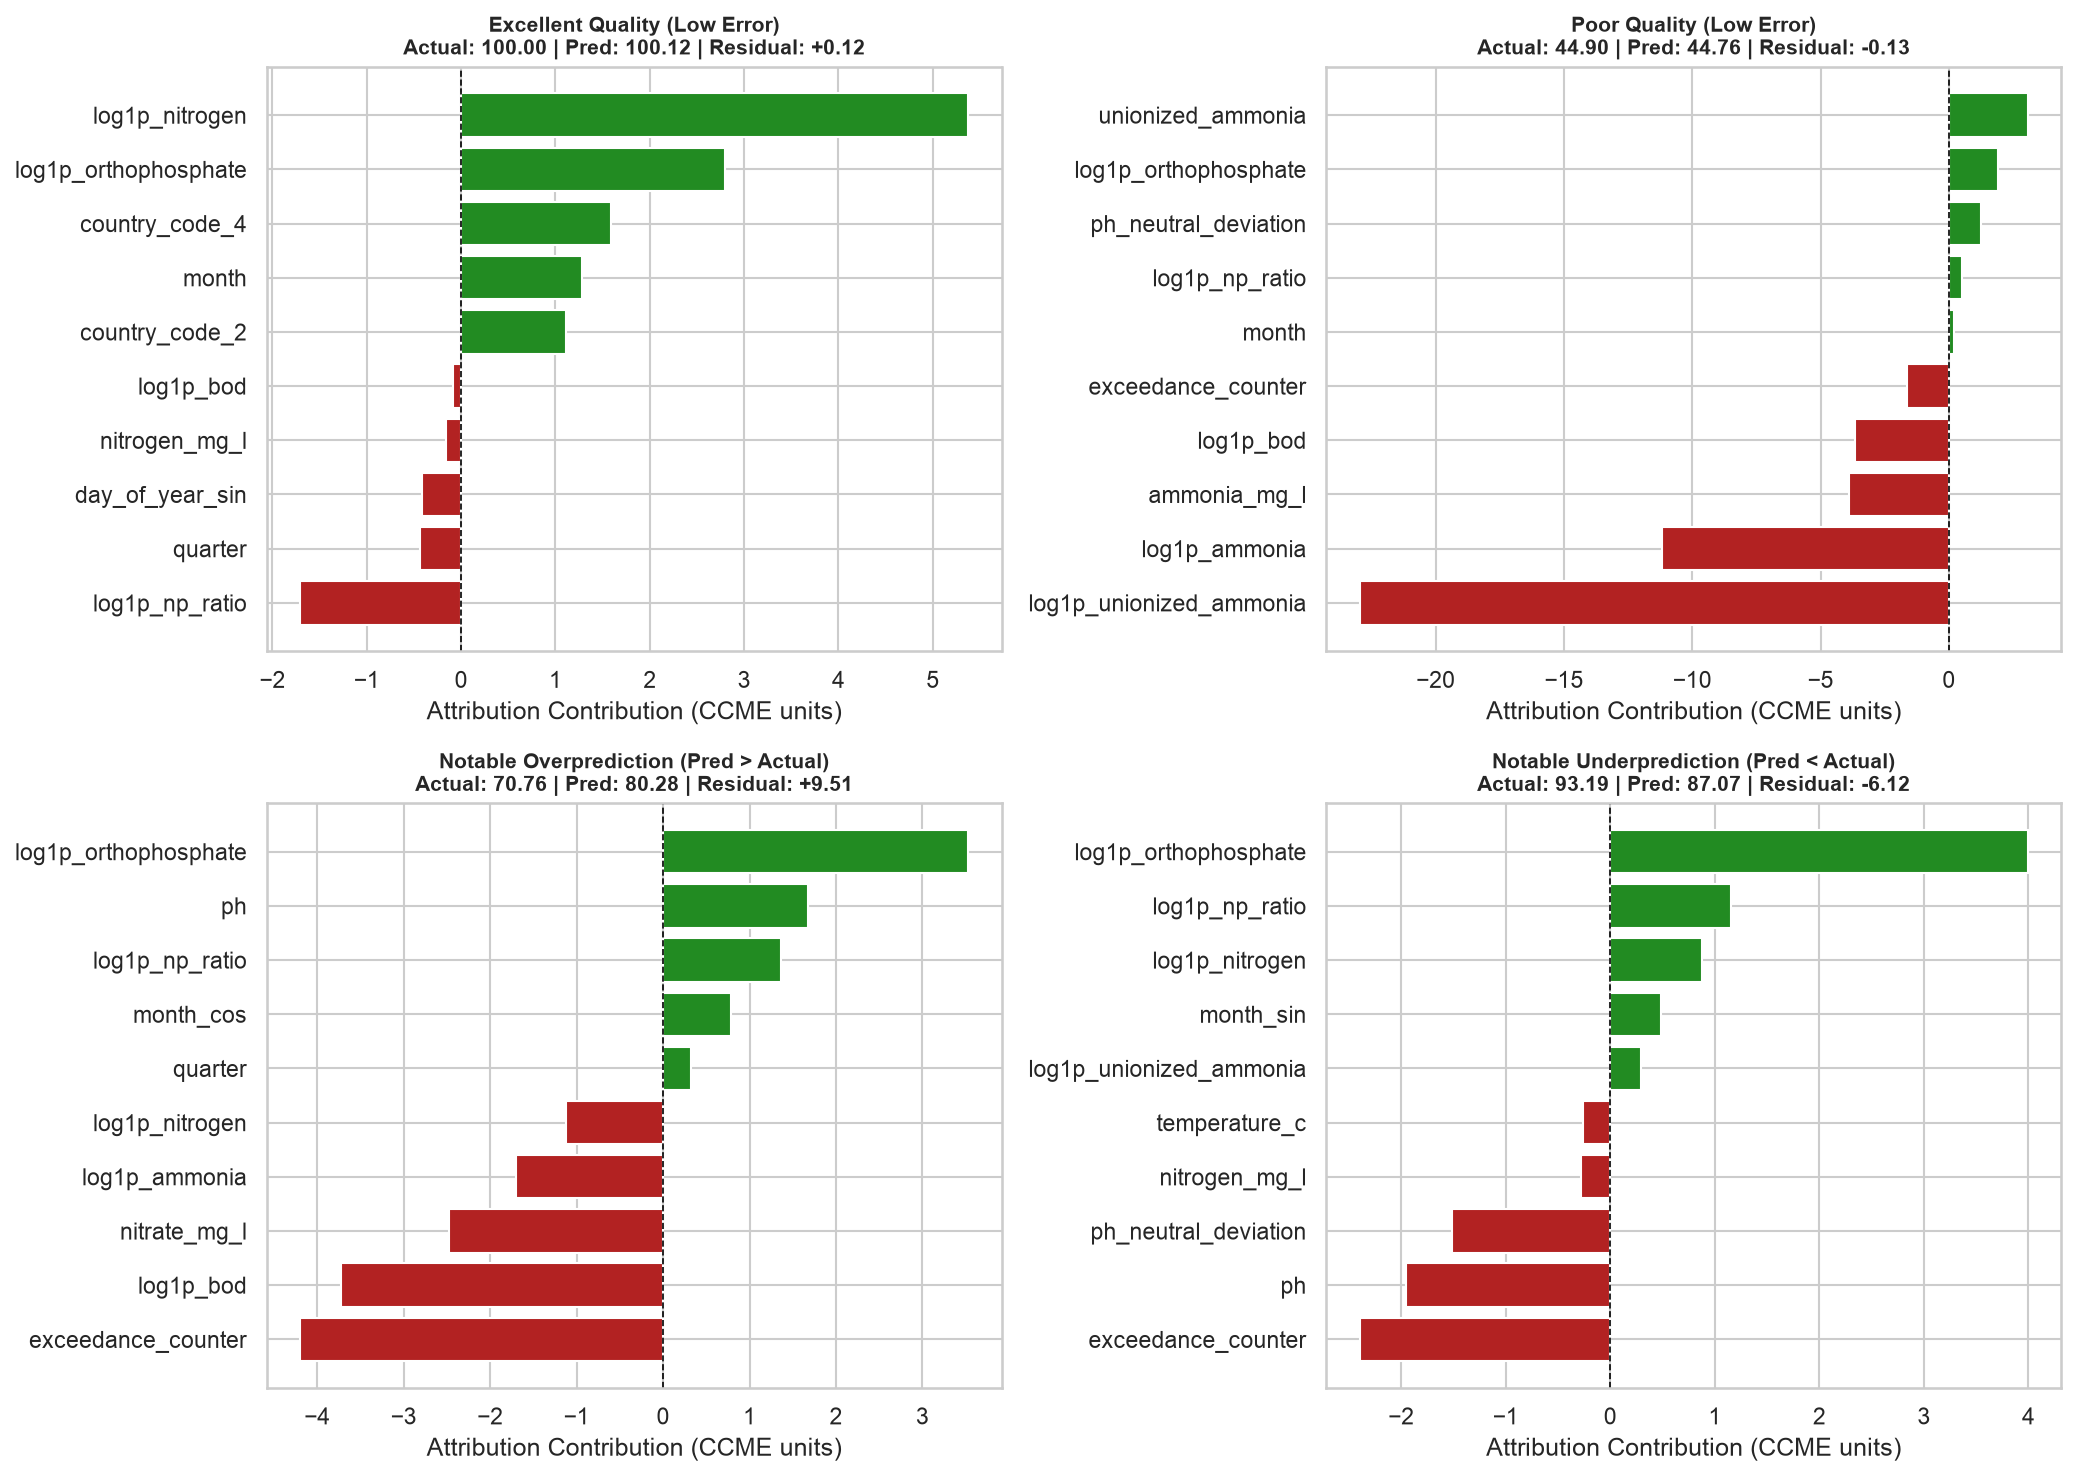 Excellent Quality (Low Error)
Actual: 100.00 | Pred: 100.12 | Residual: +0.12
log1p_nitrogen
log1p_orthophosphate
country_code_4
month
country_code_2
log1p_bod
nitrogen_mg_l
day_of_year_sin
quarter
log1p_np_ratio
−2 −1 0 1 2 3 4 5
Attribution Contribution (CCME units)
Poor Quality (Low Error)
Actual: 44.90 | Pred: 44.76 | Residual: -0.13
unionized_ammonia
log1p_orthophosphate
ph_neutral_deviation
log1p_np_ratio
month
exceedance_counter
log1p_bod
ammonia_mg_l
log1p_ammonia
log1p_unionized_ammonia
−20 −15 −10 −5 0
Attribution Contribution (CCME units)
Notable Overprediction (Pred > Actual)
Actual: 70.76 | Pred: 80.28 | Residual: +9.51
log1p_orthophosphate
ph
log1p_np_ratio
month_cos
quarter
log1p_nitrogen
log1p_ammonia
nitrate_mg_l
log1p_bod
exceedance_counter
−4 −3 −2 −1 0 1 2 3
Attribution Contribution (CCME units)
Notable Underprediction (Pred < Actual)
Actual: 93.19 | Pred: 87.07 | Residual: -6.12
log1p_orthophosphate
log1p_np_ratio
log1p_nitrogen
month_sin
log1p_unionized_ammonia
temperature_c
nitrogen_mg_l
ph_neutral_deviation
ph
exceedance_counter
−2 −1 0 1 2 3 4
Attribution Contribution (CCME units)